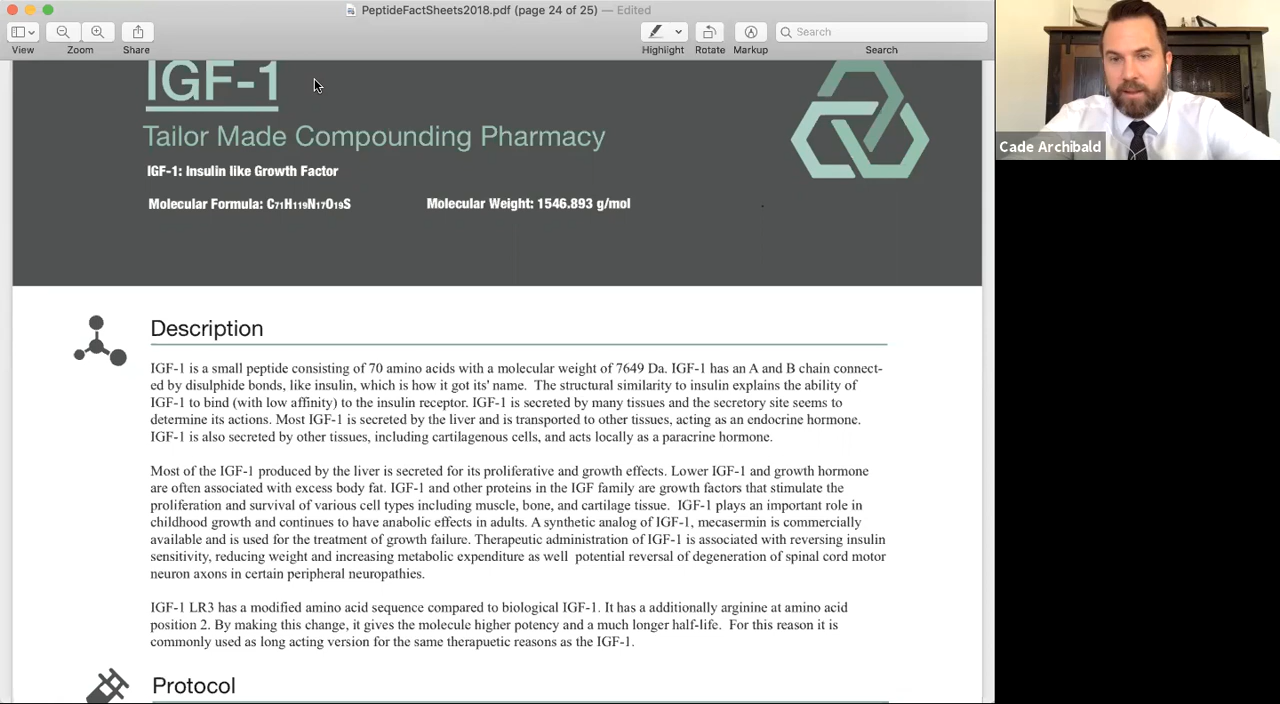 PeptideFactSheets2018.pdf (page 24 of 25) — Edited
View
Zoom
Share
Highlight
Rotate
Markup
Search
Search
IGF-1
Tailor Made Compounding Pharmacy
IGF-1: Insulin like Growth Factor
Molecular Formula: C71H119N17O19S
Molecular Weight: 1546.893 g/mol
Cade Archibald
Description
IGF-1 is a small peptide consisting of 70 amino acids with a molecular weight of 7649 Da. IGF-1 has an A and B chain connect-
ed by disulphide bonds, like insulin, which is how it got its' name. The structural similarity to insulin explains the ability of
IGF-1 to bind (with low affinity) to the insulin receptor. IGF-1 is secreted by many tissues and the secretory site seems to
determine its actions. Most IGF-1 is secreted by the liver and is transported to other tissues, acting as an endocrine hormone.
IGF-1 is also secreted by other tissues, including cartilagenous cells, and acts locally as a paracrine hormone.
Most of the IGF-1 produced by the liver is secreted for its proliferative and growth effects. Lower IGF-1 and growth hormone
are often associated with excess body fat. IGF-1 and other proteins in the IGF family are growth factors that stimulate the
proliferation and survival of various cell types including muscle, bone, and cartilage tissue. IGF-1 plays an important role in
childhood growth and continues to have anabolic effects in adults. A synthetic analog of IGF-1, mecasermin is commercially
available and is used for the treatment of growth failure. Therapeutic administration of IGF-1 is associated with reversing insulin
sensitivity, reducing weight and increasing metabolic expenditure as well potential reversal of degeneration of spinal cord motor
neuron axons in certain peripheral neuropathies.
IGF-1 LR3 has a modified amino acid sequence compared to biological IGF-1. It has a additionally arginine at amino acid
position 2. By making this change, it gives the molecule higher potency and a much longer half-life. For this reason it is
commonly used as long acting version for the same therapuetic reasons as the IGF-1.
Protocol